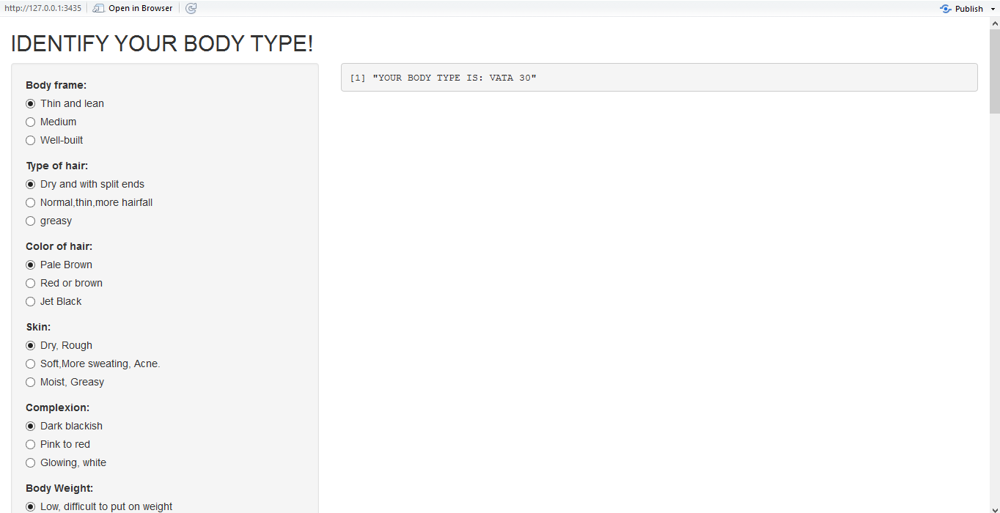 http://127.0.0.1:3435 Open in Browser Publish
IDENTIFY YOUR BODY TYPE!
Body frame:
Thin and lean
Medium
Well-built
Type of hair:
Dry and with split ends
Normal,thin,more hairfall
greasy
Color of hair:
Pale Brown
Red or brown
Jet Black
Skin:
Dry, Rough
Soft,More sweating, Acne.
Moist, Greasy
Complexion:
Dark blackish
Pink to red
Glowing, white
Body Weight:
Low, difficult to put on weight
[1] "YOUR BODY TYPE IS: VATA 30"